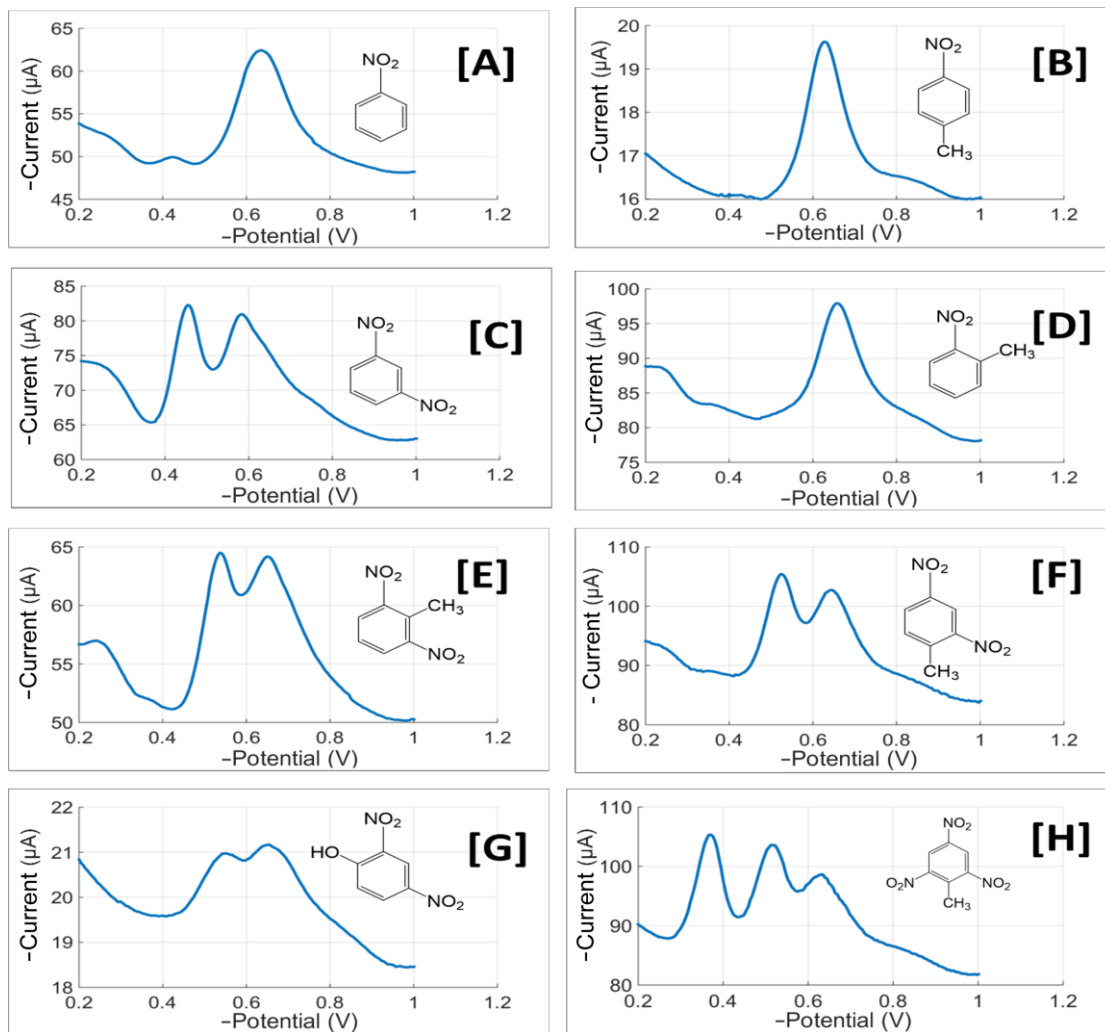 65
60
55
50
45
0.2
0.4
0.6
0.8
1
1.2
−Current (µA)
−Potential (V)
NO₂
[A]
20
19
17
16
0.2
0.4
0.6
0.8
1
1.2
−Current (µA)
−Potential (V)
NO₂
CH₃
[B]
85
80
75
70
65
60
0.2
0.4
0.6
0.8
1
1.2
−Current (µA)
−Potential (V)
NO₂
NO₂
[C]
100
95
90
85
80
75
0.2
0.4
0.6
0.8
1
1.2
−Current (µA)
−Potential (V)
NO₂
CH₃
[D]
65
60
55
50
0.2
0.4
0.6
0.8
1
1.2
−Current (µA)
−Potential (V)
NO₂
CH₃
NO₂
[E]
110
100
90
80
0.2
0.4
0.6
0.8
1
1.2
- Current (µA)
−Potential (V)
NO₂
NO₂
CH₃
[F]
22
21
19
18
0.2
0.4
0.6
0.8
1
1.2
−Current (µA)
−Potential (V)
NO₂
HO
NO₂
[G]
110
100
90
80
0.2
0.4
0.6
0.8
1
1.2
−Current (µA)
−Potential (V)
NO₂
O₂N
NO₂
CH₃
[H]